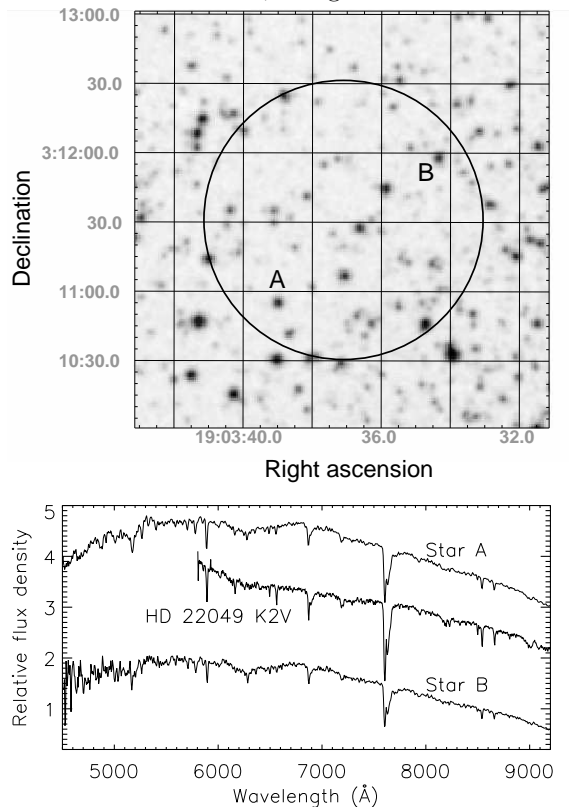 13:00.0
30.0
3:12:00.0
30.0
11:00.0
10:30.0
Declination
A
B
19:03:40.0 36.0 32.0
Right ascension
5
4
3
2
1
Relative flux density
Star A
HD 22049 K2V
Star B
5000 6000 7000 8000 9000
Wavelength (Å)